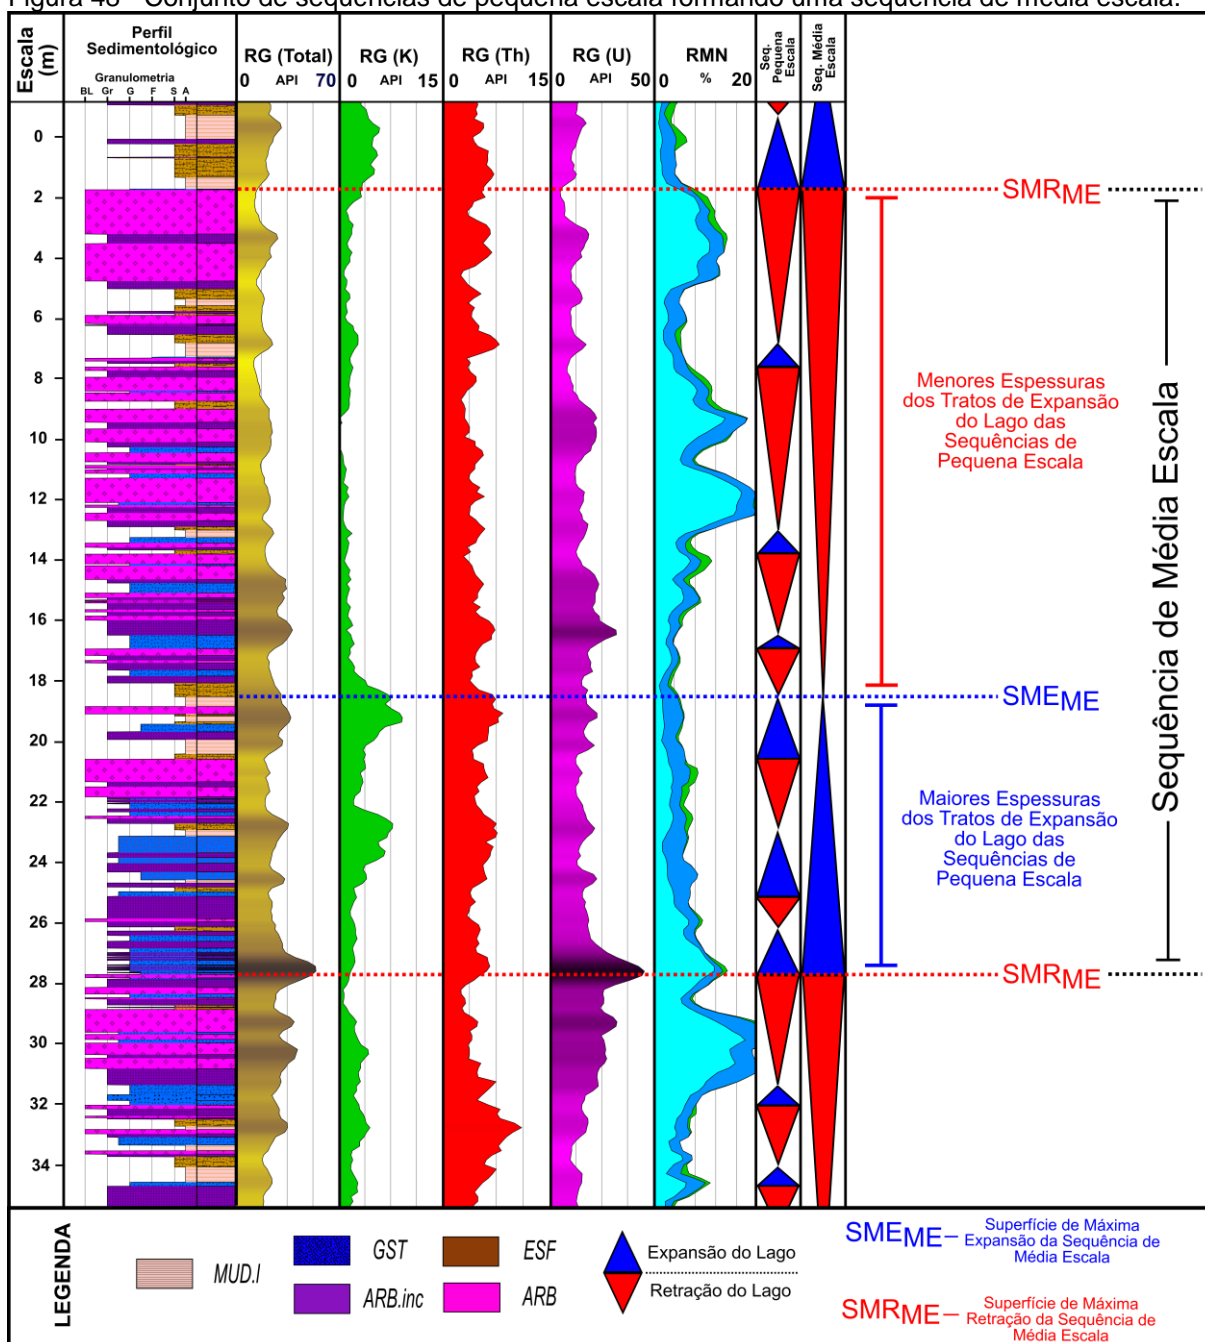 Figura 48 - Conjunto de sequências de pequena escala formando uma sequência de média escala.
Escala (m)
Perfil
Sedimentológico
Granulometria
BL Gr G F S A
RG (Total)
0 API 70
RG (K)
0 API 15
RG (Th)
0 API 15
RG (U)
0 API 50
RMN
0 % 20
Seq. Pequena Escala
Seq. Média Escala
0
2
4
6
8
10
12
14
16
18
20
22
24
26
28
30
32
34
SMRME
Menores Espessuras
dos Tratos de Expansão
do Lago das
Sequências de
Pequena Escala
SMEME
Maiores Espessuras
dos Tratos de Expansão
do Lago das
Sequências de
Pequena Escala
SMRME
Sequência de Média Escala
LEGENDA
MUD.l
GST
ARB.inc
ESF
ARB
Expansão do Lago
Retração do Lago
SMEME – Superfície de Máxima
Expansão da Sequência de
Média Escala
SMRME – Superfície de Máxima
Retração da Sequência de
Média Escala